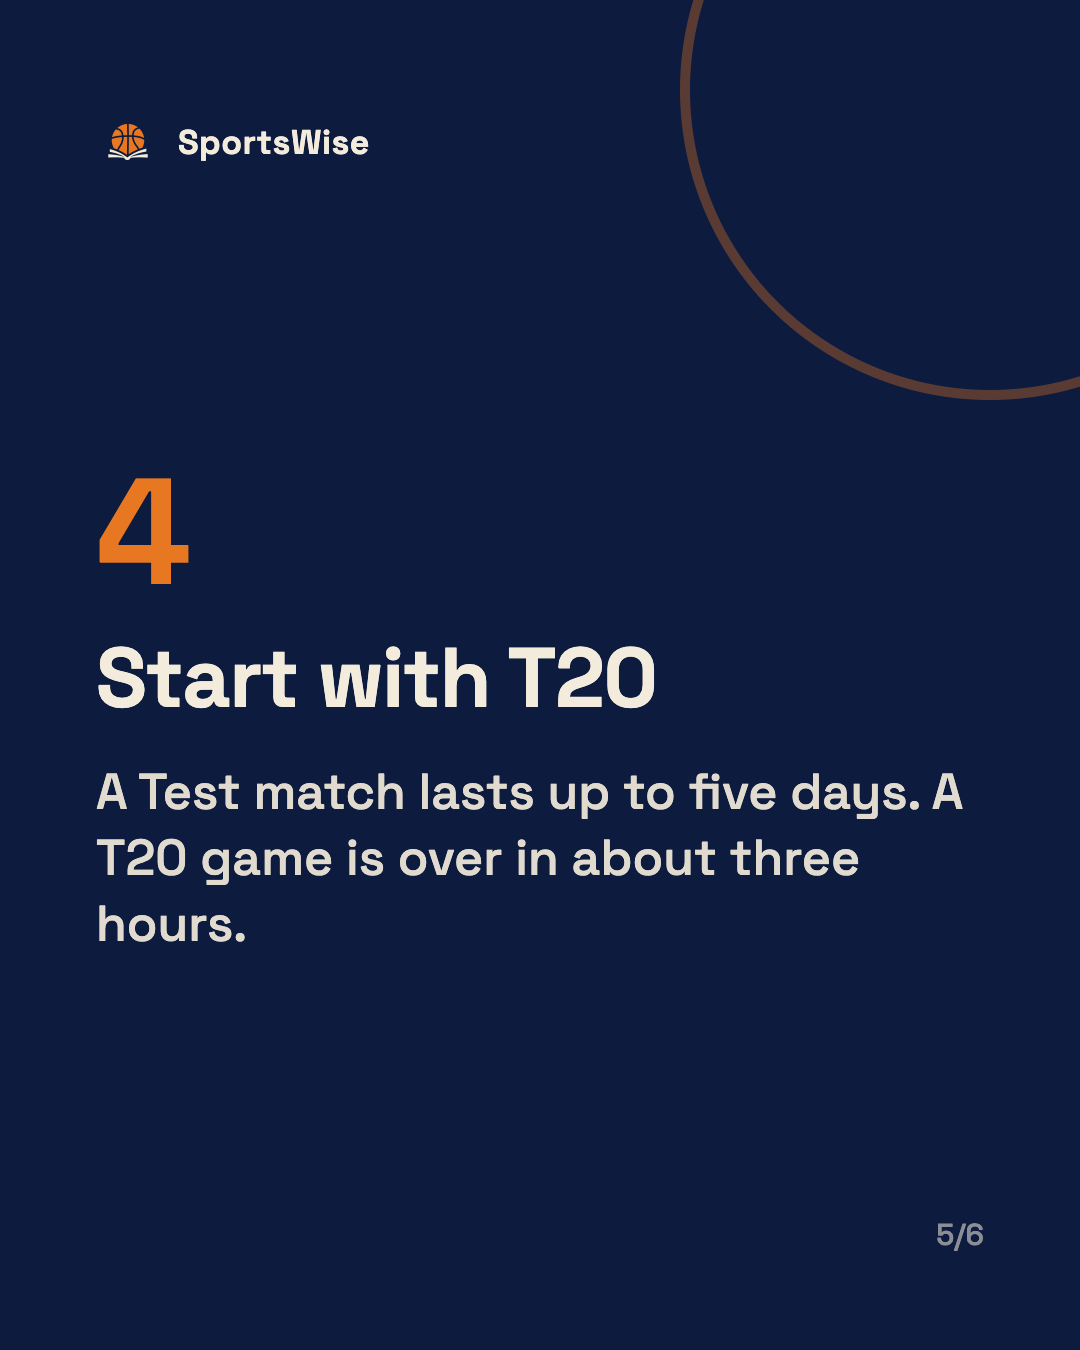 SportsWise
4
Start with T20
A Test match lasts up to five days. A
T20 game is over in about three
hours.
5/6